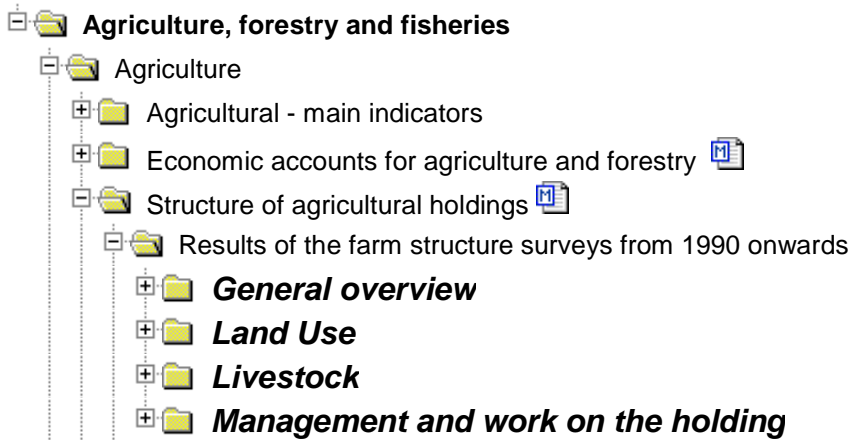 Agriculture, forestry and fisheries
Agriculture
Agricultural - main indicators
Economic accounts for agriculture and forestry M
Structure of agricultural holdings M
Results of the farm structure surveys from 1990 onwards
General overview
Land Use
Livestock
Management and work on the holding